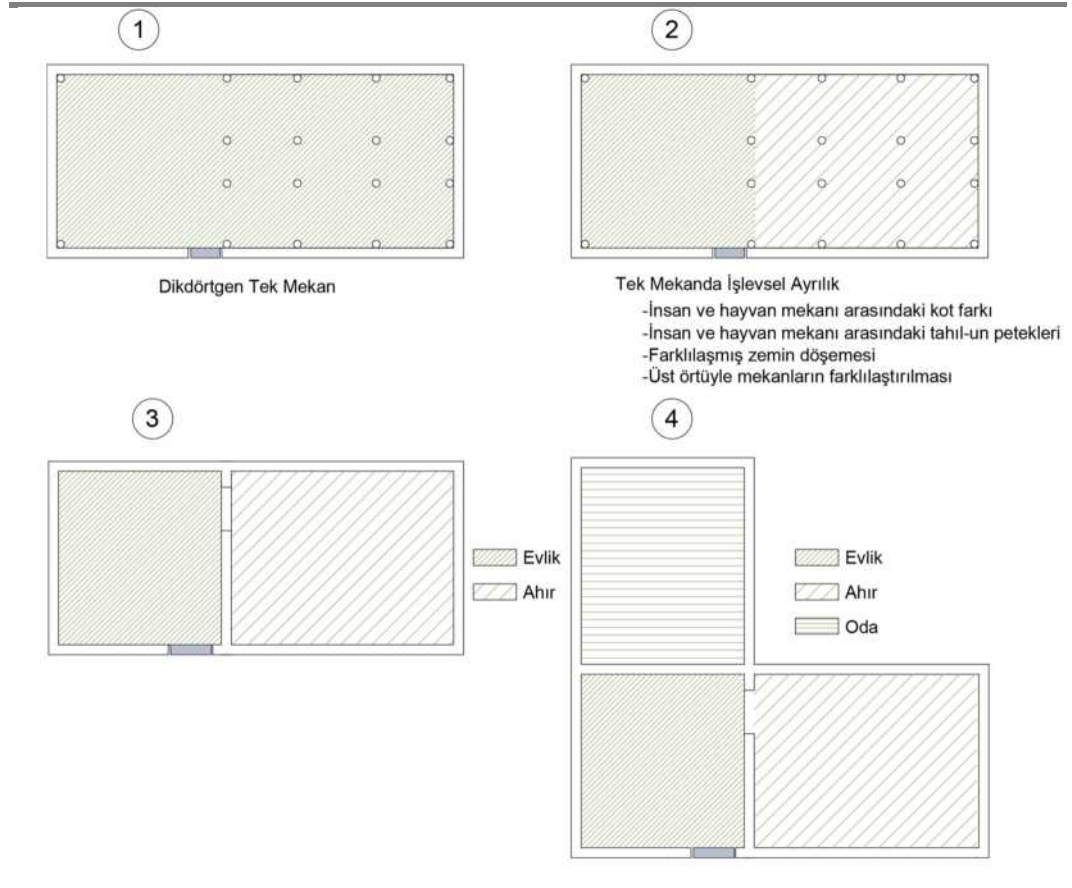 1
2
Dikdörtgen Tek Mekan
Tek Mekanda İşlevsel Ayrılık
-İnsan ve hayvan mekanı arasındaki kot farkı
-İnsan ve hayvan mekanı arasındaki tahıl-un petekleri
-Farklılaşmış zemin döşemesi
-Üst örtüyle mekanların farklılaştırılması
3
4
Evlik
Ahır
Evlik
Ahır
Oda